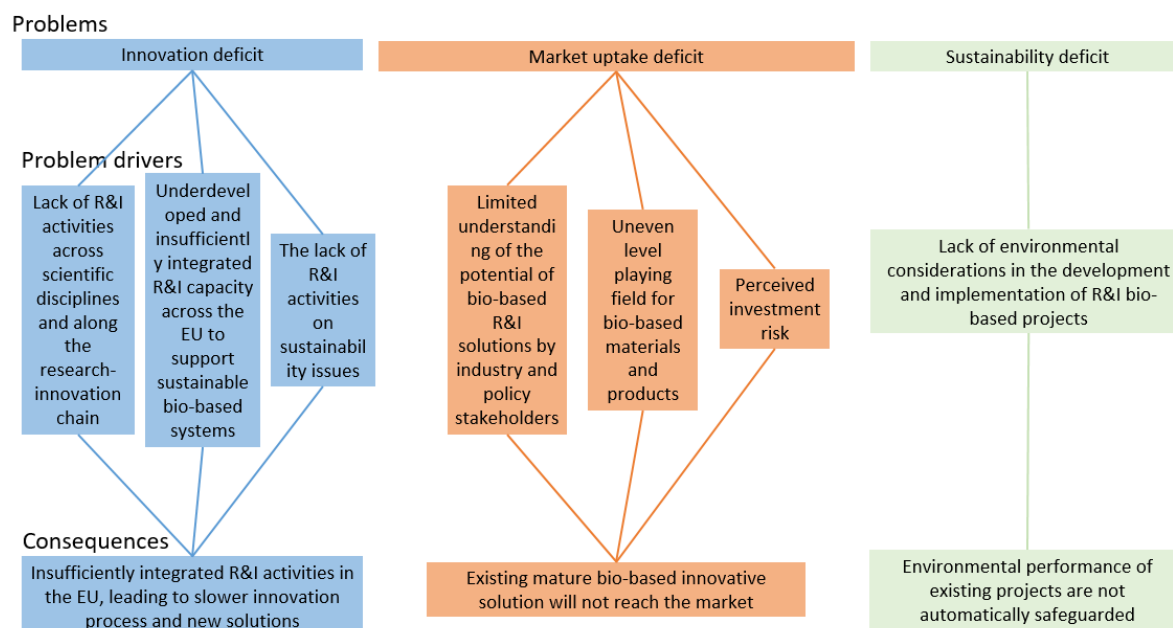 Problems
Innovation deficit
Market uptake deficit
Sustainability deficit
Problem drivers
Lack of R&I
activities
across
scientific
disciplines
and along
the
research-
innovation
chain
Underdevel
oped and
insufficientl
y integrated
R&I capacity
across the
EU to
support
sustainable
bio-based
systems
The lack of
R&I
activities
on
sustainabil
ity issues
Limited
understandi
ng of the
potential of
bio-based
R&I
solutions by
industry and
policy
stakeholders
Uneven
level
playing
field for
bio-based
materials
and
products
Perceived
investment
risk
Lack of environmental
considerations in the development
and implementation of R&I bio-
based projects
Consequences
Insufficiently integrated R&I activities in
the EU, leading to slower innovation
process and new solutions
Existing mature bio-based innovative
solution will not reach the market
Environmental performance of
existing projects are not
automatically safeguarded